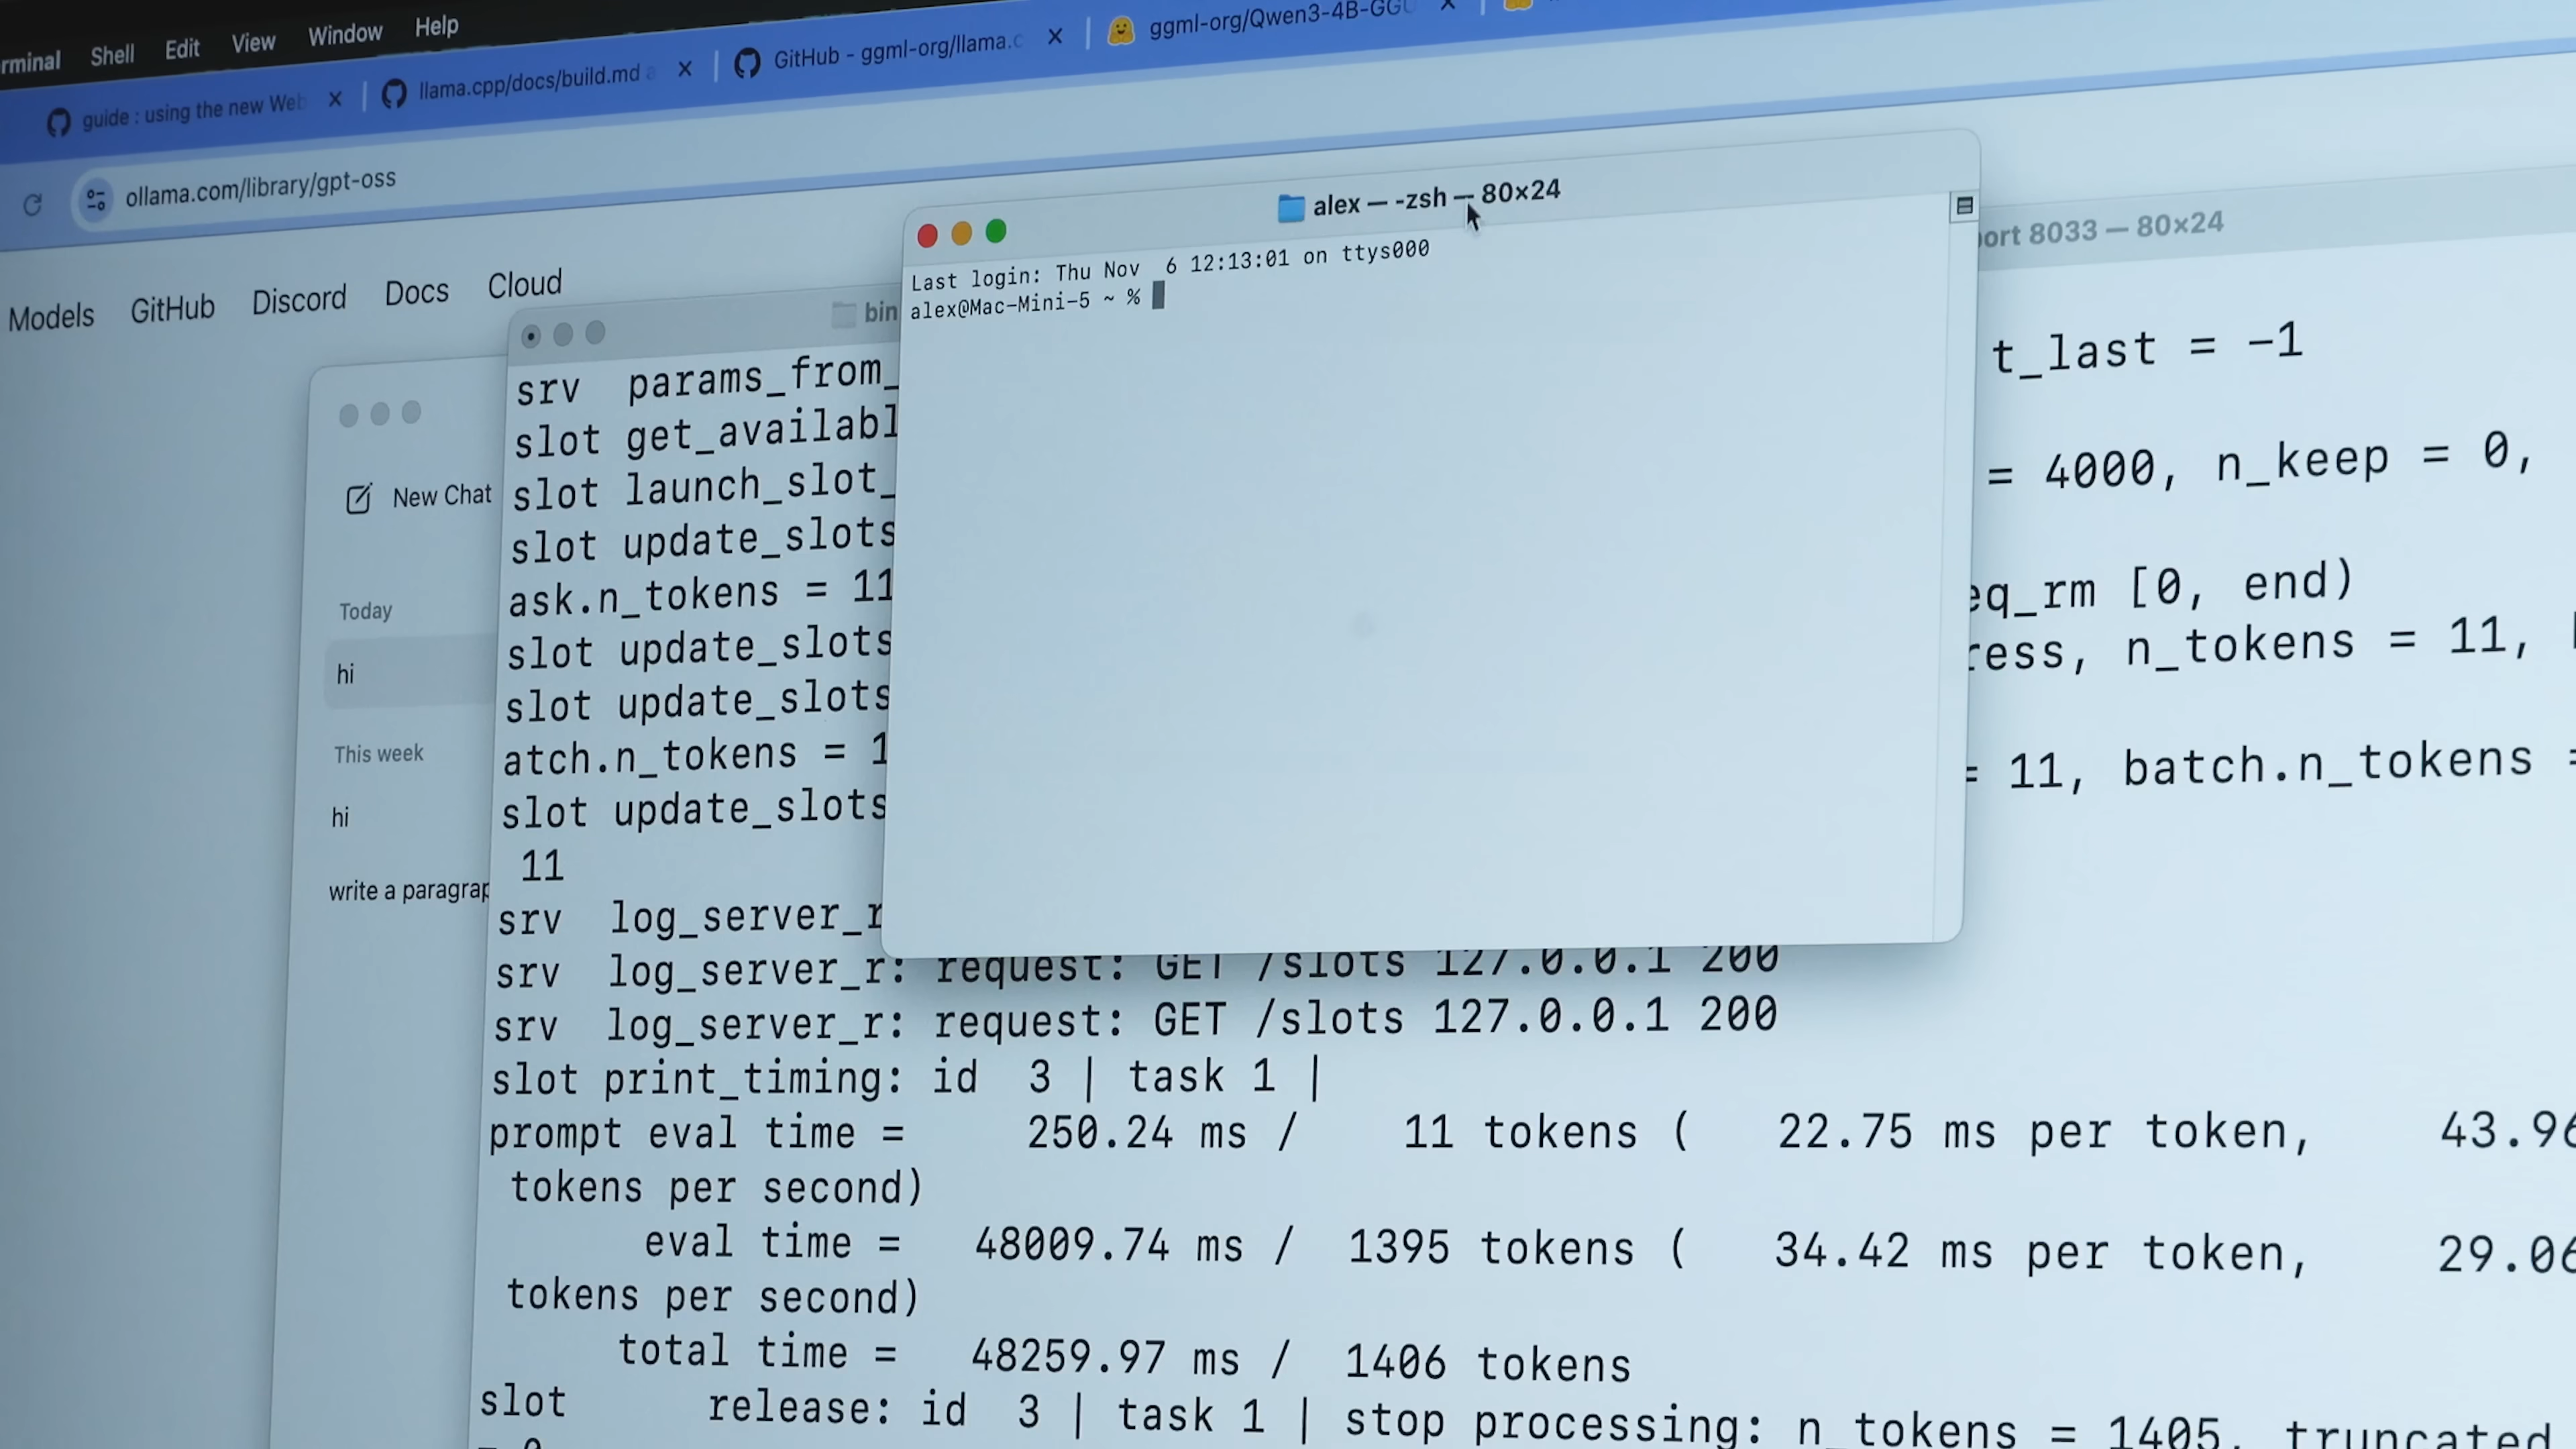 Shell Edit View Window Help
guide : using the new Web
llama.cpp/docs/build.md
GitHub - ggml-org/llama.c
ggml-org/Qwen3-4B-GGU
ollama.com/library/gpt-oss
Models GitHub Discord Docs Cloud
New Chat
Today
hi
This week
hi
write a paragrap
alex — -zsh — 80×24
Last login: Thu Nov  6 12:13:01 on ttys000
alex@Mac-Mini-5 ~ %
bin
ort 8033 — 80×24
srv  params_from_
t_last = -1
slot get_availabl
slot launch_slot_
= 4000, n_keep = 0,
slot update_slots
ask.n_tokens = 11
eq_rm [0, end)
slot update_slots
ress, n_tokens = 11,
slot update_slots
atch.n_tokens = 1
= 11, batch.n_tokens =
slot update_slots
11
srv  log_server_r
srv  log_server_r: request: GET /slots 127.0.0.1 200
srv  log_server_r: request: GET /slots 127.0.0.1 200
slot print_timing: id  3 | task 1 |
prompt eval time =     250.24 ms /    11 tokens (   22.75 ms per token,    43.96
tokens per second)
eval time =   48009.74 ms /  1395 tokens (   34.42 ms per token,    29.06
tokens per second)
total time =   48259.97 ms /  1406 tokens
slot      release: id  3 | task 1 | stop processing: n_tokens = 1405, truncated